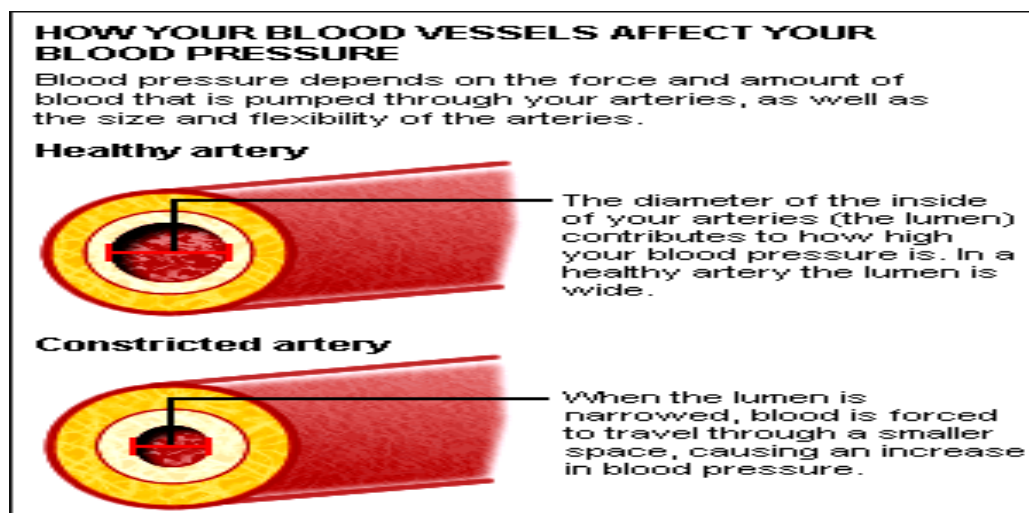 HOW YOUR BLOOD VESSELS AFFECT YOUR
BLOOD PRESSURE
Blood pressure depends on the force and amount of
blood that is pumped through your arteries, as well as
the size and flexibility of the arteries.
Healthy artery
The diameter of the inside
of your arteries (the lumen)
contributes to how high
your blood pressure is. In a
healthy artery the lumen is
wide.
Constricted artery
When the lumen is
narrowed, blood is forced
to travel through a smaller
space, causing an increase
in blood pressure.